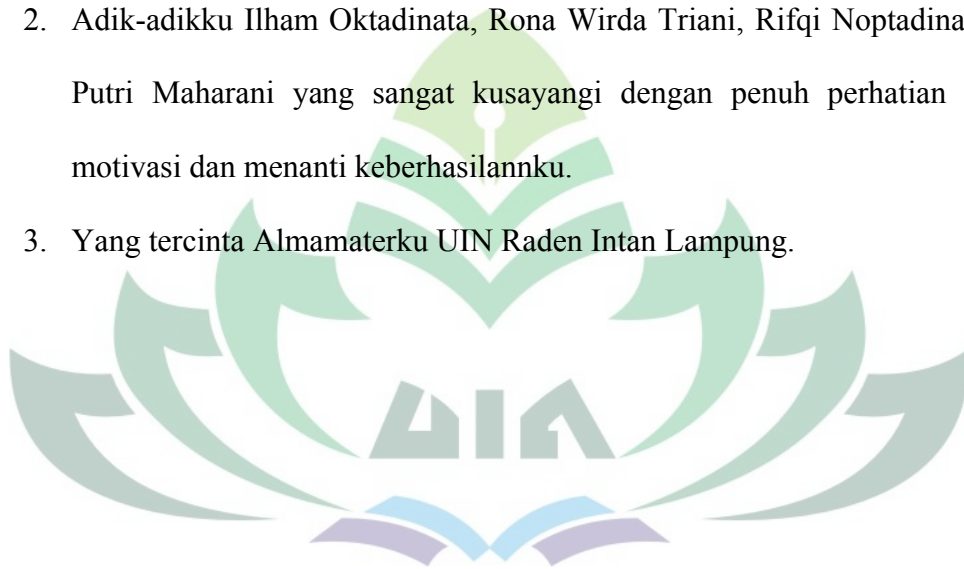 2. Adik-adikku Ilham Oktadinata, Rona Wirda Triani, Rifqi Noptadina
Putri Maharani yang sangat kusayangi dengan penuh perhatian
motivasi dan menanti keberhasilannku.
3. Yang tercinta Almamaterku UIN Raden Intan Lampung.
UIN